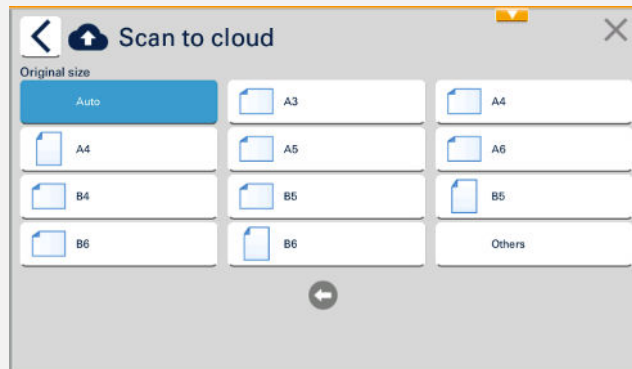 Scan to cloud
Original size
Auto
A3
A4
A4
A5
A6
B4
B5
B5
B6
B6
Others